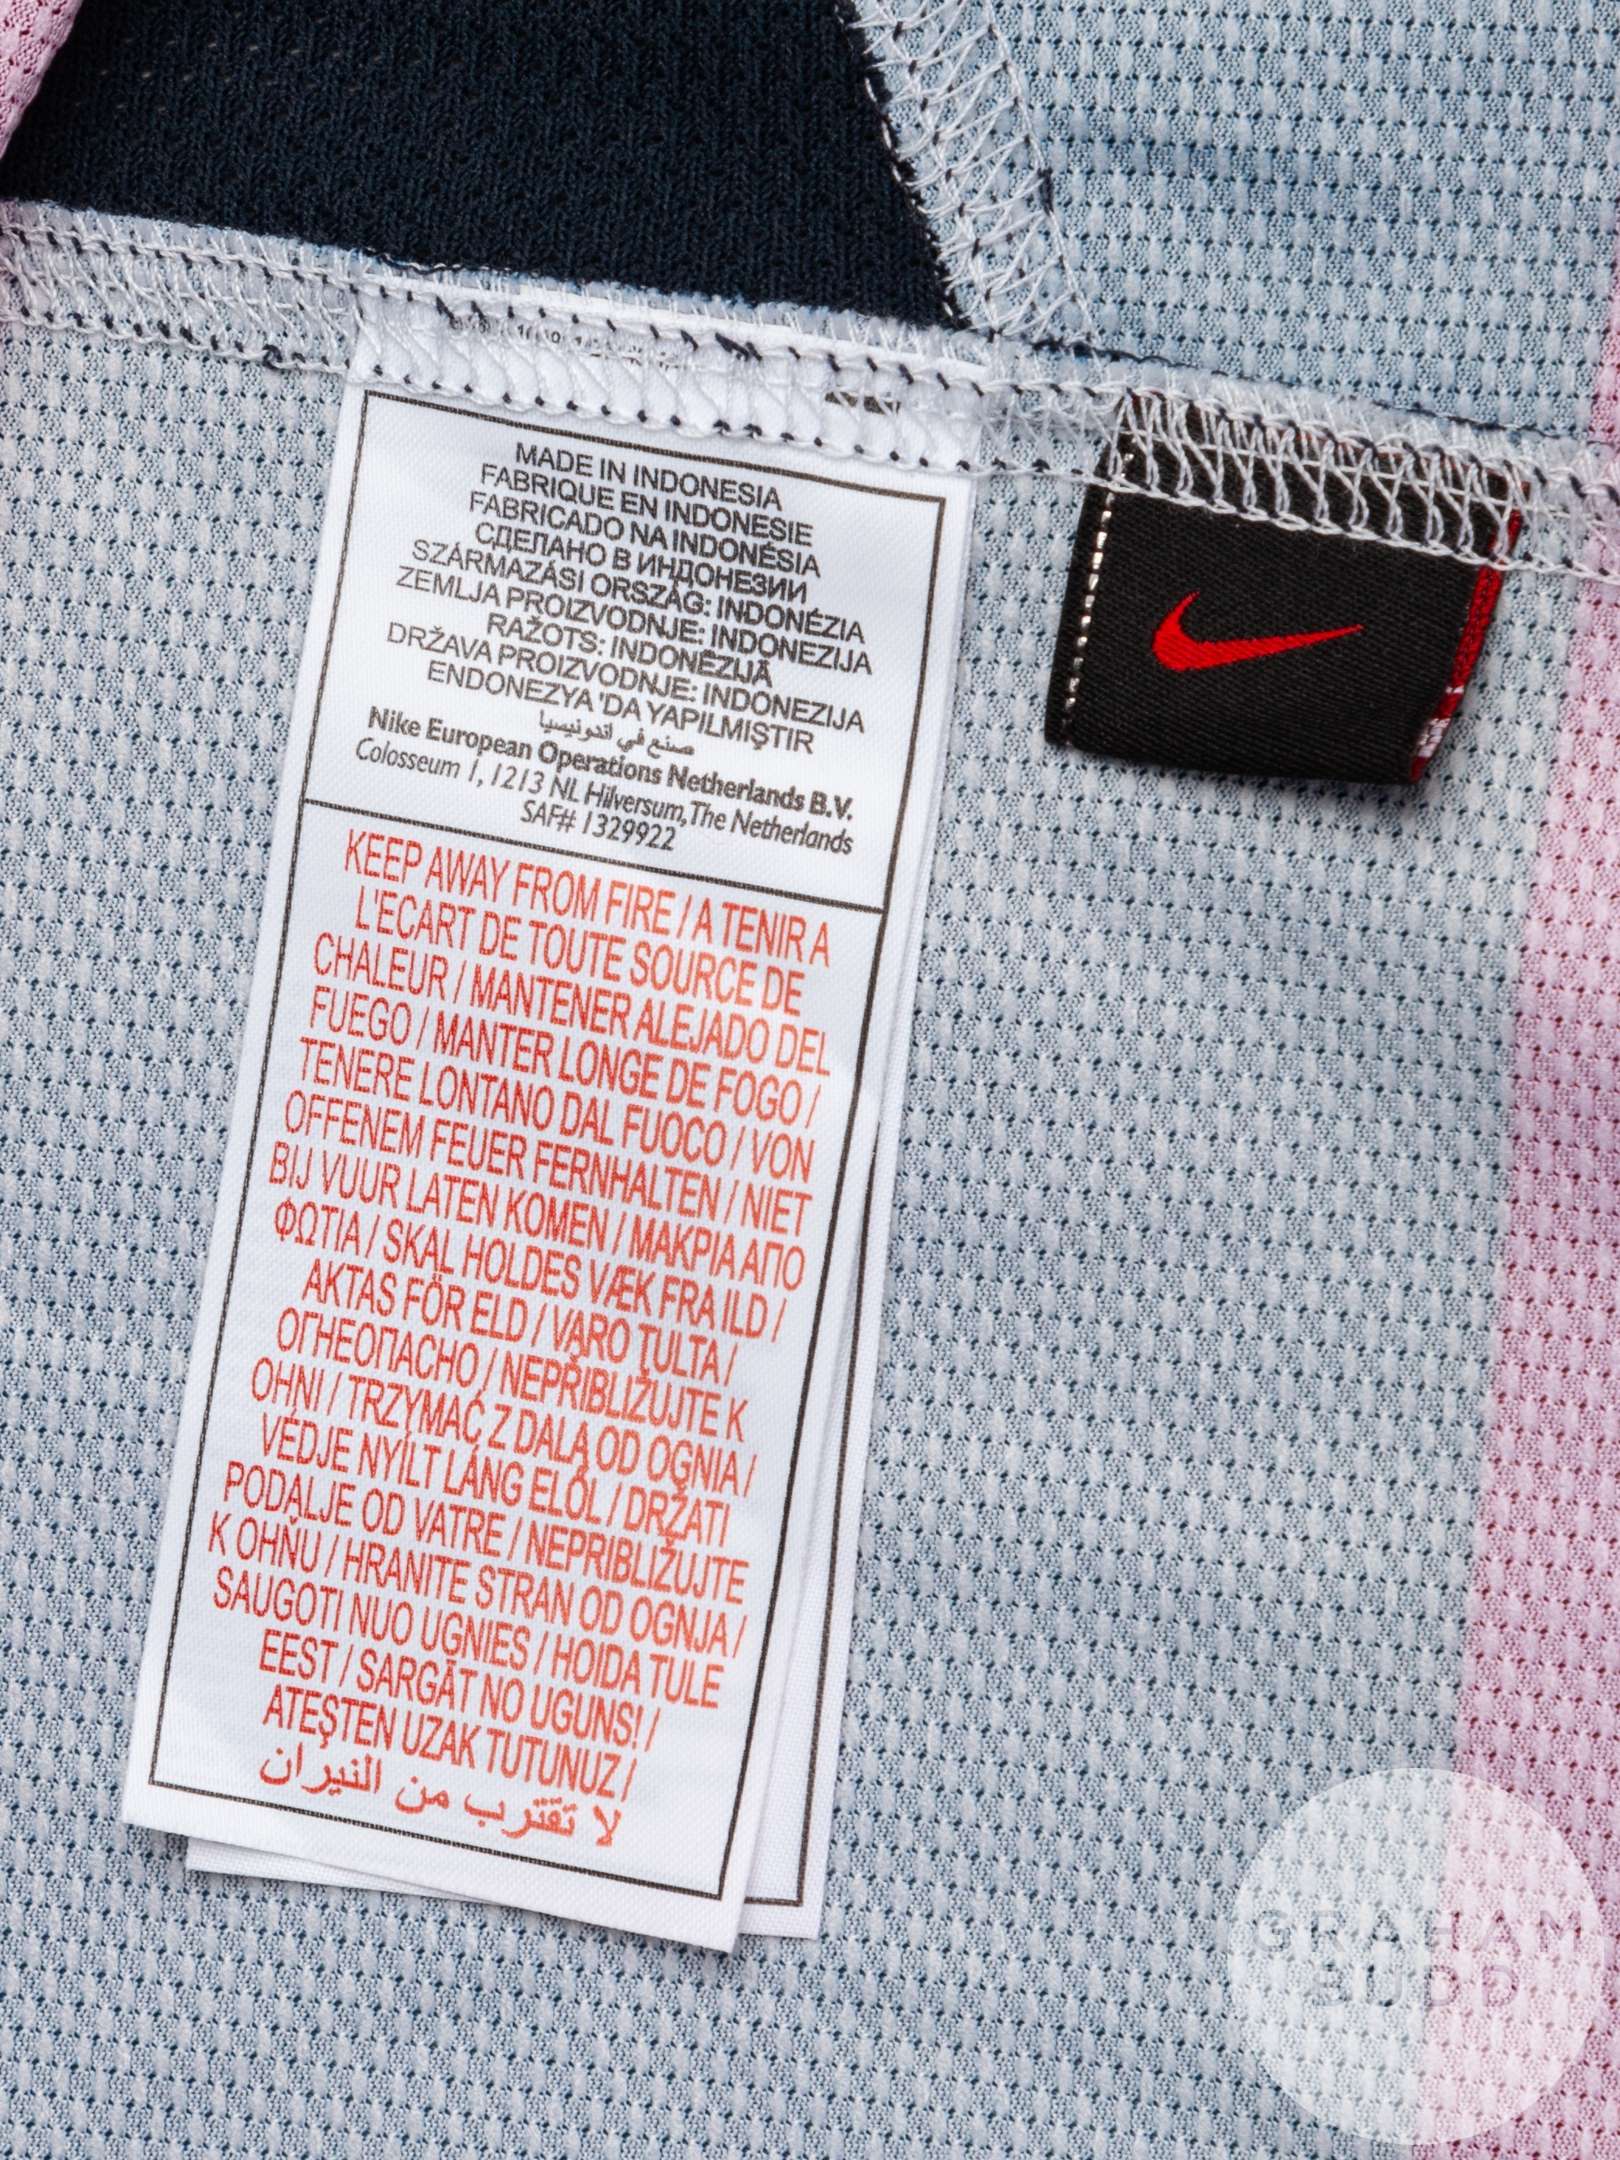 MADE IN INDONESIA
FABRIQUE EN INDONESIE
FABRICADO NA INDONÉSIA
СДЕЛАНО В ИНДОНЕЗИИ
SZÁRMAZÁSI ORSZÁG: INDONÉZIA
ZEMLJA PROIZVODNJE: INDONEZIJA
RAŽOTS: INDONĒZIJĀ
DRŽAVA PROIZVODNJE: INDONEZIJA
ENDONEZYA 'DA YAPILMIŞTIR
صنع في اندونيسيا
Nike European Operations Netherlands B.V.
Colosseum 1, 1213 NL Hilversum, The Netherlands
SAF# 1329922
KEEP AWAY FROM FIRE / A TENIR A
L'ECART DE TOUTE SOURCE DE
CHALEUR / MANTENER ALEJADO DEL
FUEGO / MANTER LONGE DE FOGO /
TENERE LONTANO DAL FUOCO / VON
OFFENEM FEUER FERNHALTEN / NIET
BIJ VUUR LATEN KOMEN / ΜΑΚΡΙΑ ΑΠΟ
ΦΩΤΙΑ / SKAL HOLDES VÆK FRA ILD /
AKTAS FÖR ELD / VARO TULTA /
ОГНЕОПАСНО / NEPŘIBLIŽUJTE K
OHNI / TRZYMAĆ Z DALA OD OGNIA /
VÉDJE NYÍLT LÁNG ELŐL / DRŽATI
PODALJE OD VATRE / NEPRIBLIŽUJTE
K OHŇU / HRANITE STRAN OD OGNJA /
SAUGOTI NUO UGNIES / HOIDA TULE
EEST / SARGĀT NO UGUNS! /
ATEŞTEN UZAK TUTUNUZ /
لا تقترب من النيران
GRAHAM
BUDD